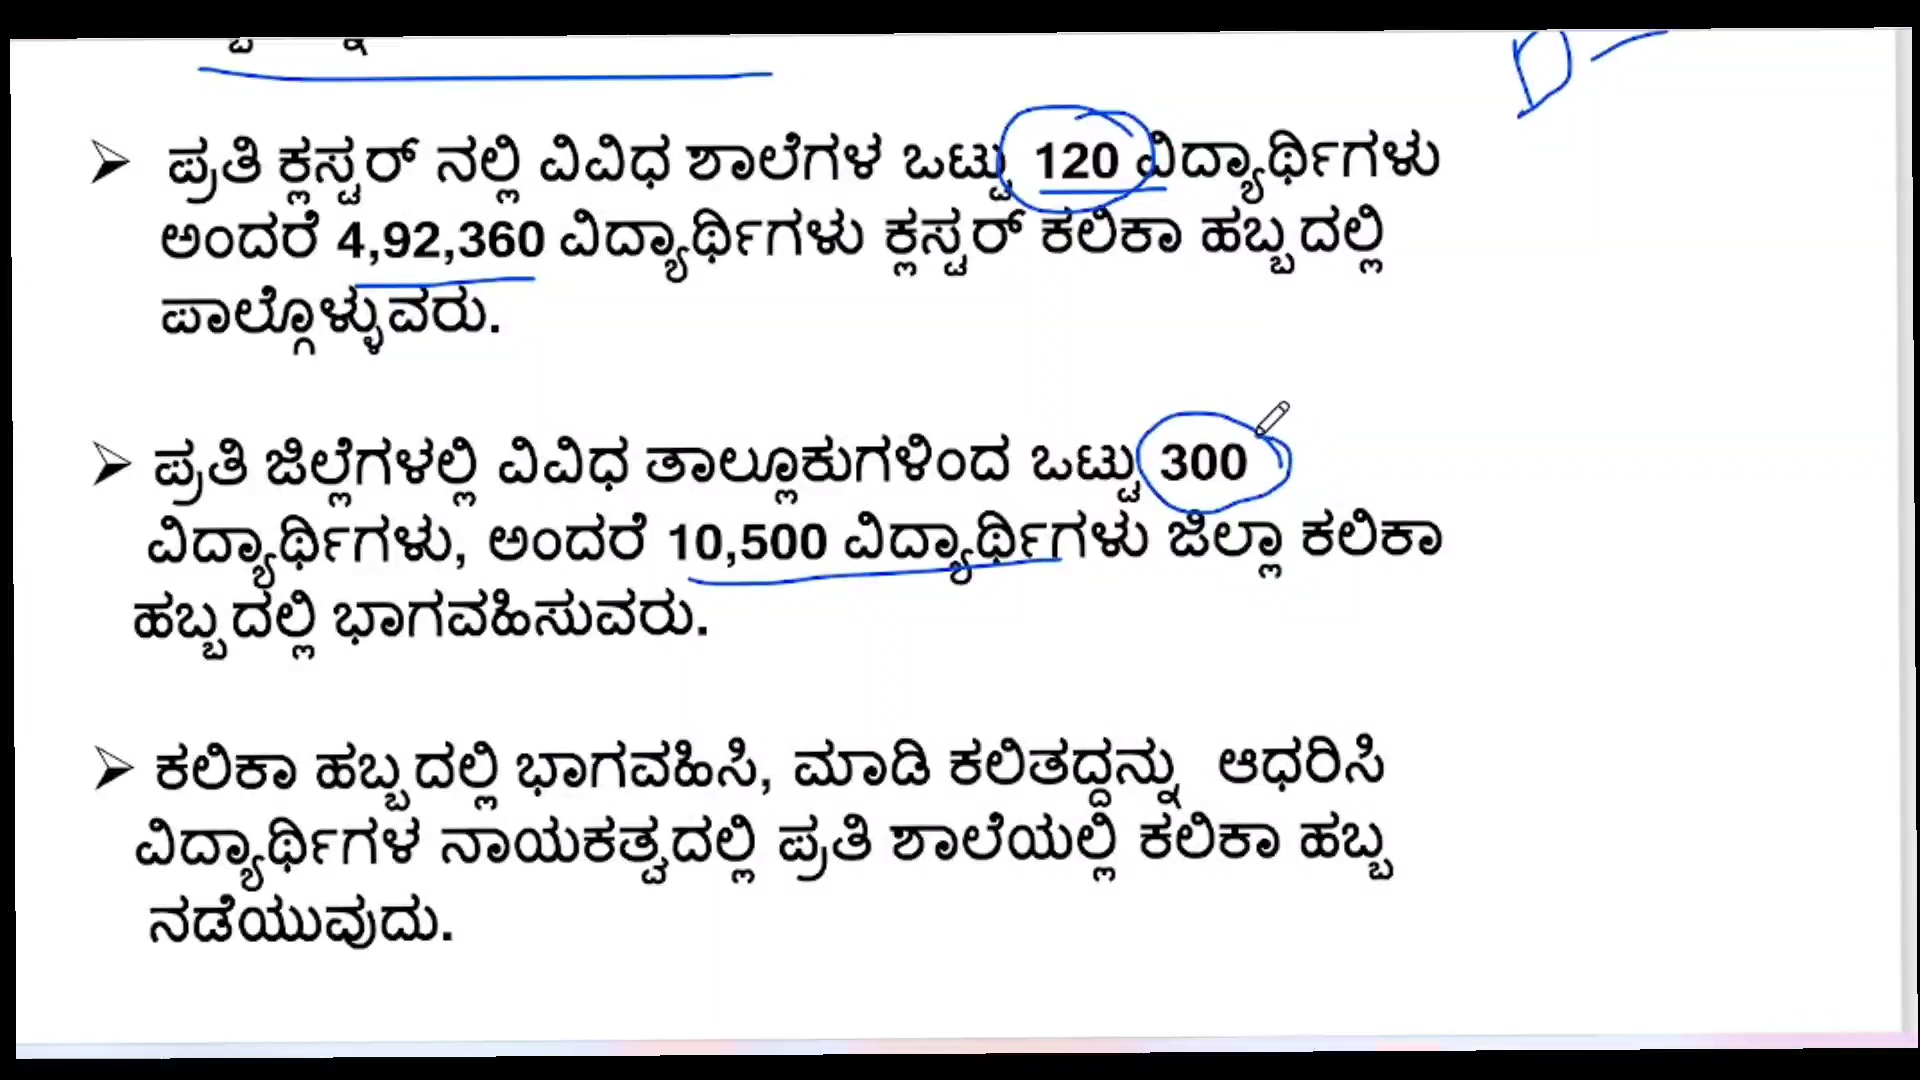 ➢ ಪ್ರತಿ ಕ್ಲಸ್ಟರ್ ನಲ್ಲಿ ವಿವಿಧ ಶಾಲೆಗಳ ಒಟ್ಟು 120 ವಿದ್ಯಾರ್ಥಿಗಳು
ಅಂದರೆ 4,92,360 ವಿದ್ಯಾರ್ಥಿಗಳು ಕ್ಲಸ್ಟರ್ ಕಲಿಕಾ ಹಬ್ಬದಲ್ಲಿ
ಪಾಲ್ಗೊಳ್ಳುವರು.
➢ ಪ್ರತಿ ಜಿಲ್ಲೆಗಳಲ್ಲಿ ವಿವಿಧ ತಾಲ್ಲೂಕುಗಳಿಂದ ಒಟ್ಟು 300
ವಿದ್ಯಾರ್ಥಿಗಳು, ಅಂದರೆ 10,500 ವಿದ್ಯಾರ್ಥಿಗಳು ಜಿಲ್ಲಾ ಕಲಿಕಾ
ಹಬ್ಬದಲ್ಲಿ ಭಾಗವಹಿಸುವರು.
➢ ಕಲಿಕಾ ಹಬ್ಬದಲ್ಲಿ ಭಾಗವಹಿಸಿ, ಮಾಡಿ ಕಲಿತದ್ದನ್ನು ಆಧರಿಸಿ
ವಿದ್ಯಾರ್ಥಿಗಳ ನಾಯಕತ್ವದಲ್ಲಿ ಪ್ರತಿ ಶಾಲೆಯಲ್ಲಿ ಕಲಿಕಾ ಹಬ್ಬ
ನಡೆಯುವುದು.